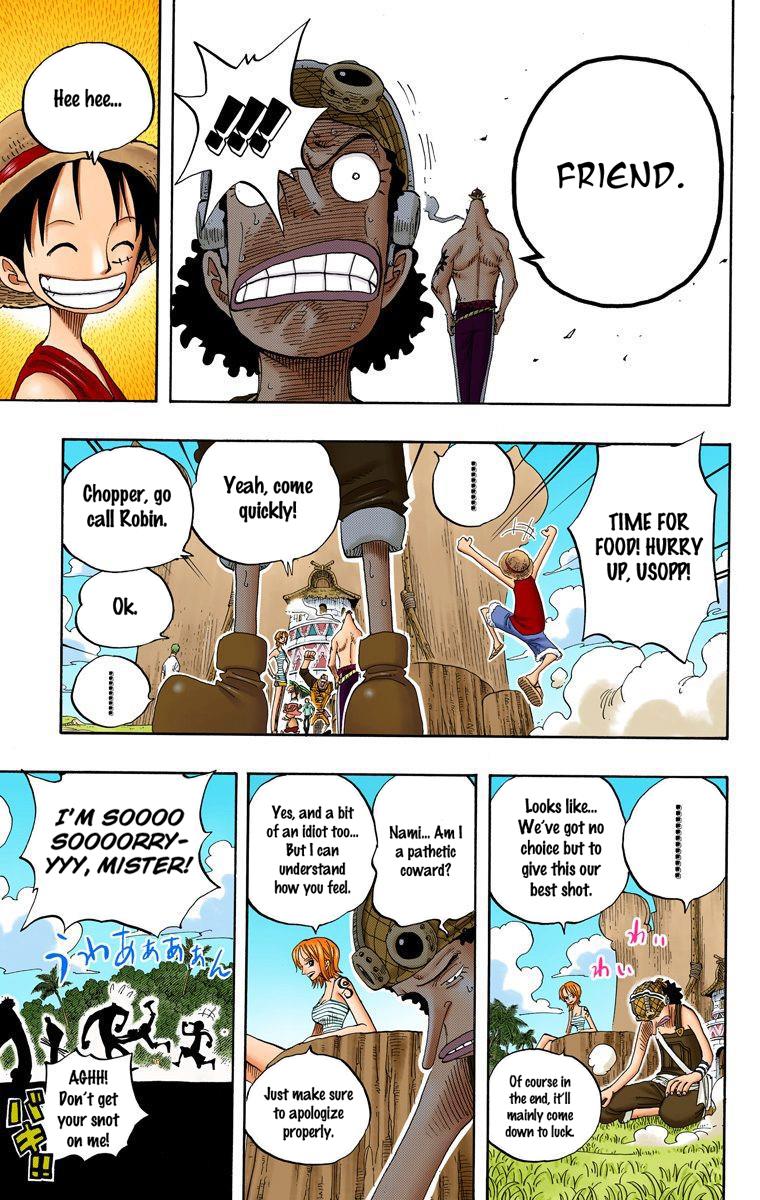 FRIEND.
!!!
Hee hee...
TIME FOR
FOOD! HURRY
UP, USOPP!
Yeah, come
quickly!
Chopper, go
call Robin.
Ok.
Looks like...
We've got no
choice but to
give this our
best shot.
わい
わい
Of course in
the end, it'll
mainly come
down to luck.
Nami... Am I
a pathetic
coward?
Yes, and a bit
of an idiot too...
But I can
understand
how you feel.
Just make sure
to apologize
properly.
I'M SOOOO
SOOOORRY-
YYY, MISTER!
うわあぁぁぁん
AGHH!
Don't get
your snot
on me!
バキ!!